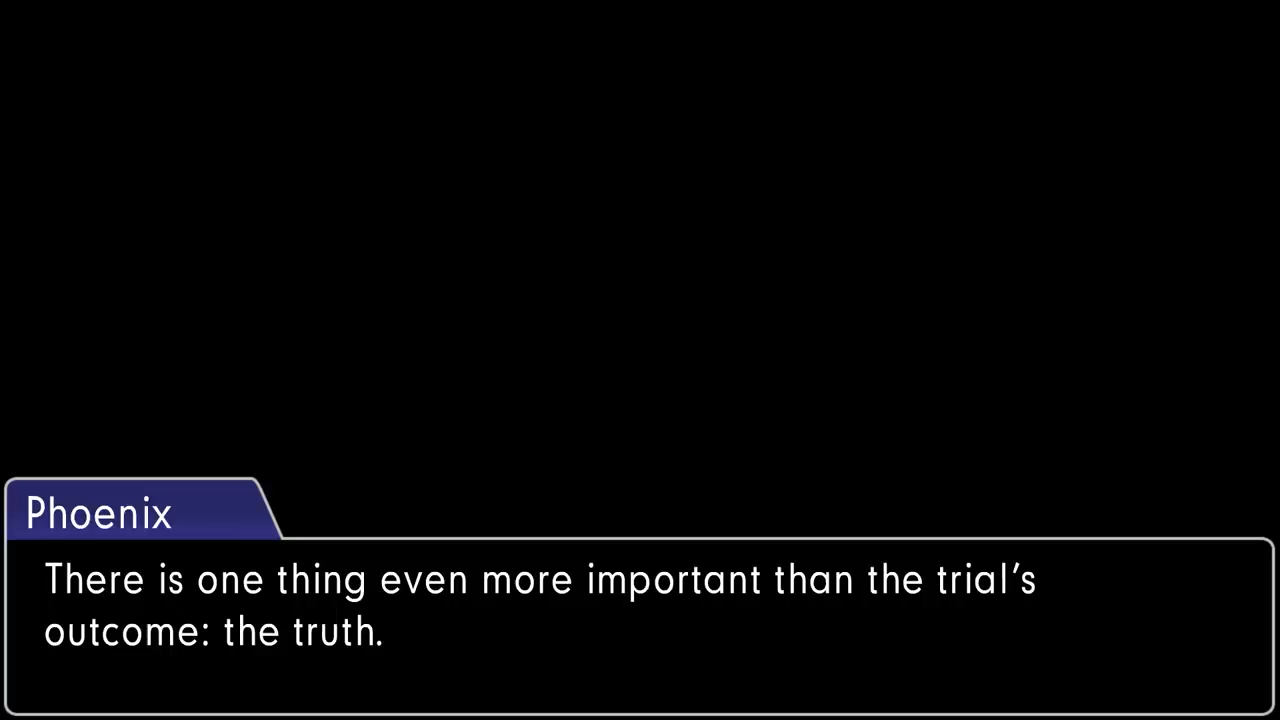 Phoenix
There is one thing even more important than the trial’s
outcome: the truth.